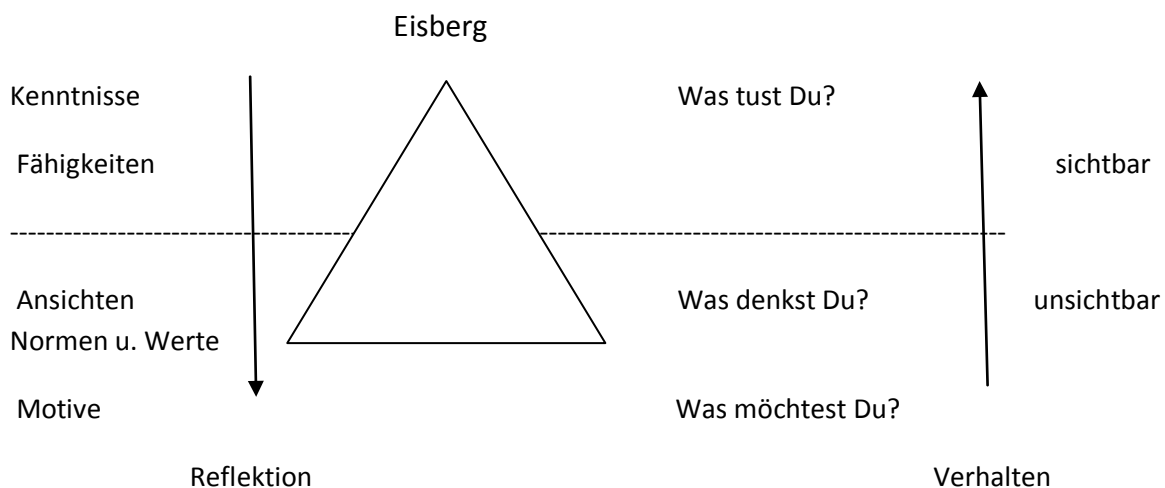 Eisberg
Kenntnisse
Was tust Du?
Fähigkeiten
sichtbar
Ansichten
Was denkst Du?
unsichtbar
Normen u. Werte
Motive
Was möchtest Du?
Reflektion
Verhalten